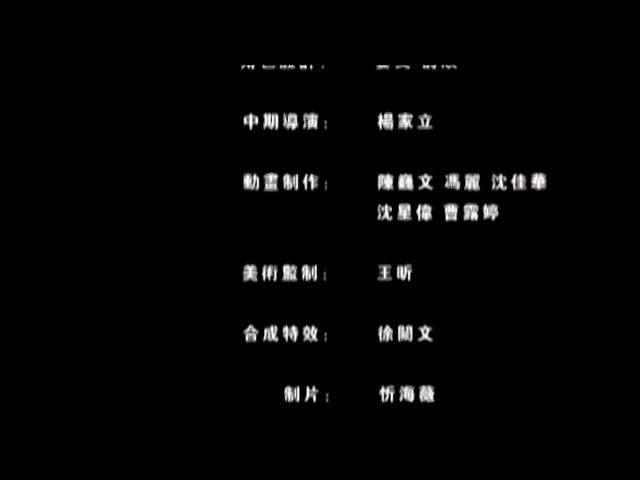 中期導演: 楊家立
動畫制作: 陳巍文 馮麗 沈佳華
沈星偉 曹露婷
美術監制: 王昕
合成特效: 徐閎文
制片: 忻海薇